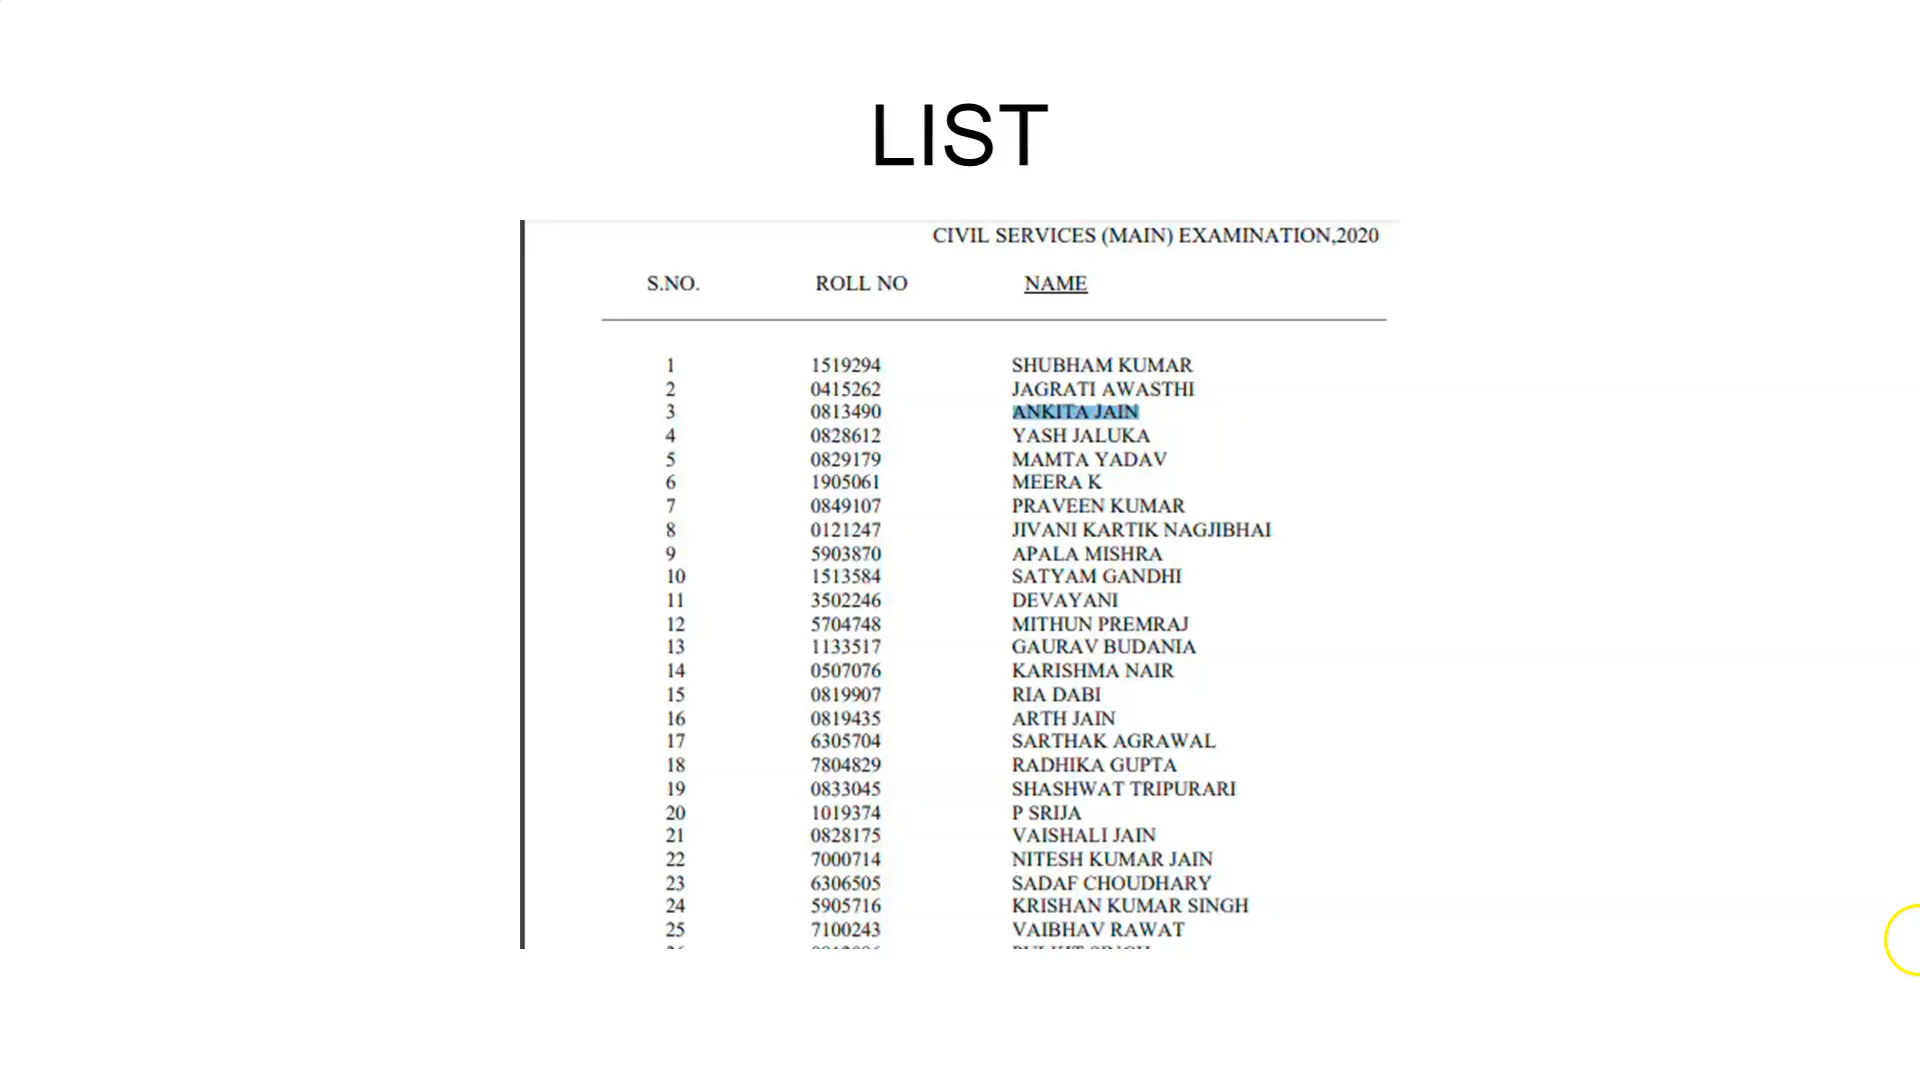 LIST
CIVIL SERVICES (MAIN) EXAMINATION,2020
S.NO. ROLL NO NAME
1 1519294 SHUBHAM KUMAR
2 0415262 JAGRATI AWASTHI
3 0813490 ANKITA JAIN
4 0828612 YASH JALUKA
5 0829179 MAMTA YADAV
6 1905061 MEERA K
7 0849107 PRAVEEN KUMAR
8 0121247 JIVANI KARTIK NAGJIBHAI
9 5903870 APALA MISHRA
10 1513584 SATYAM GANDHI
11 3502246 DEVAYANI
12 5704748 MITHUN PREMRAJ
13 1133517 GAURAV BUDANIA
14 0507076 KARISHMA NAIR
15 0819907 RIA DABI
16 0819435 ARTH JAIN
17 6305704 SARTHAK AGRAWAL
18 7804829 RADHIKA GUPTA
19 0833045 SHASHWAT TRIPURARI
20 1019374 P SRIJA
21 0828175 VAISHALI JAIN
22 7000714 NITESH KUMAR JAIN
23 6306505 SADAF CHOUDHARY
24 5905716 KRISHAN KUMAR SINGH
25 7100243 VAIBHAV RAWAT